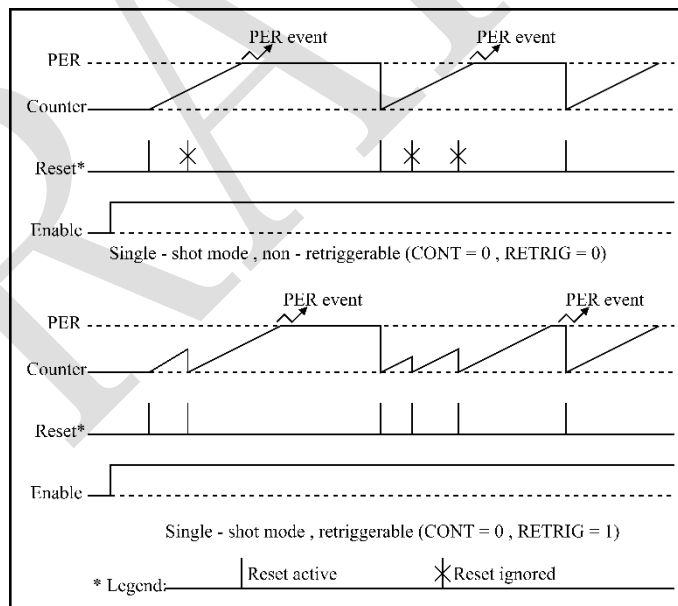 PER event PER event
PER
Counter
Reset*
Enable
Single - shot mode , non - retriggerable (CONT = 0 , RETRIG = 0)
PER event PER event
PER
Counter
Reset*
Enable
Single - shot mode , retriggerable (CONT = 0 , RETRIG = 1)
* Legend: Reset active Reset ignored